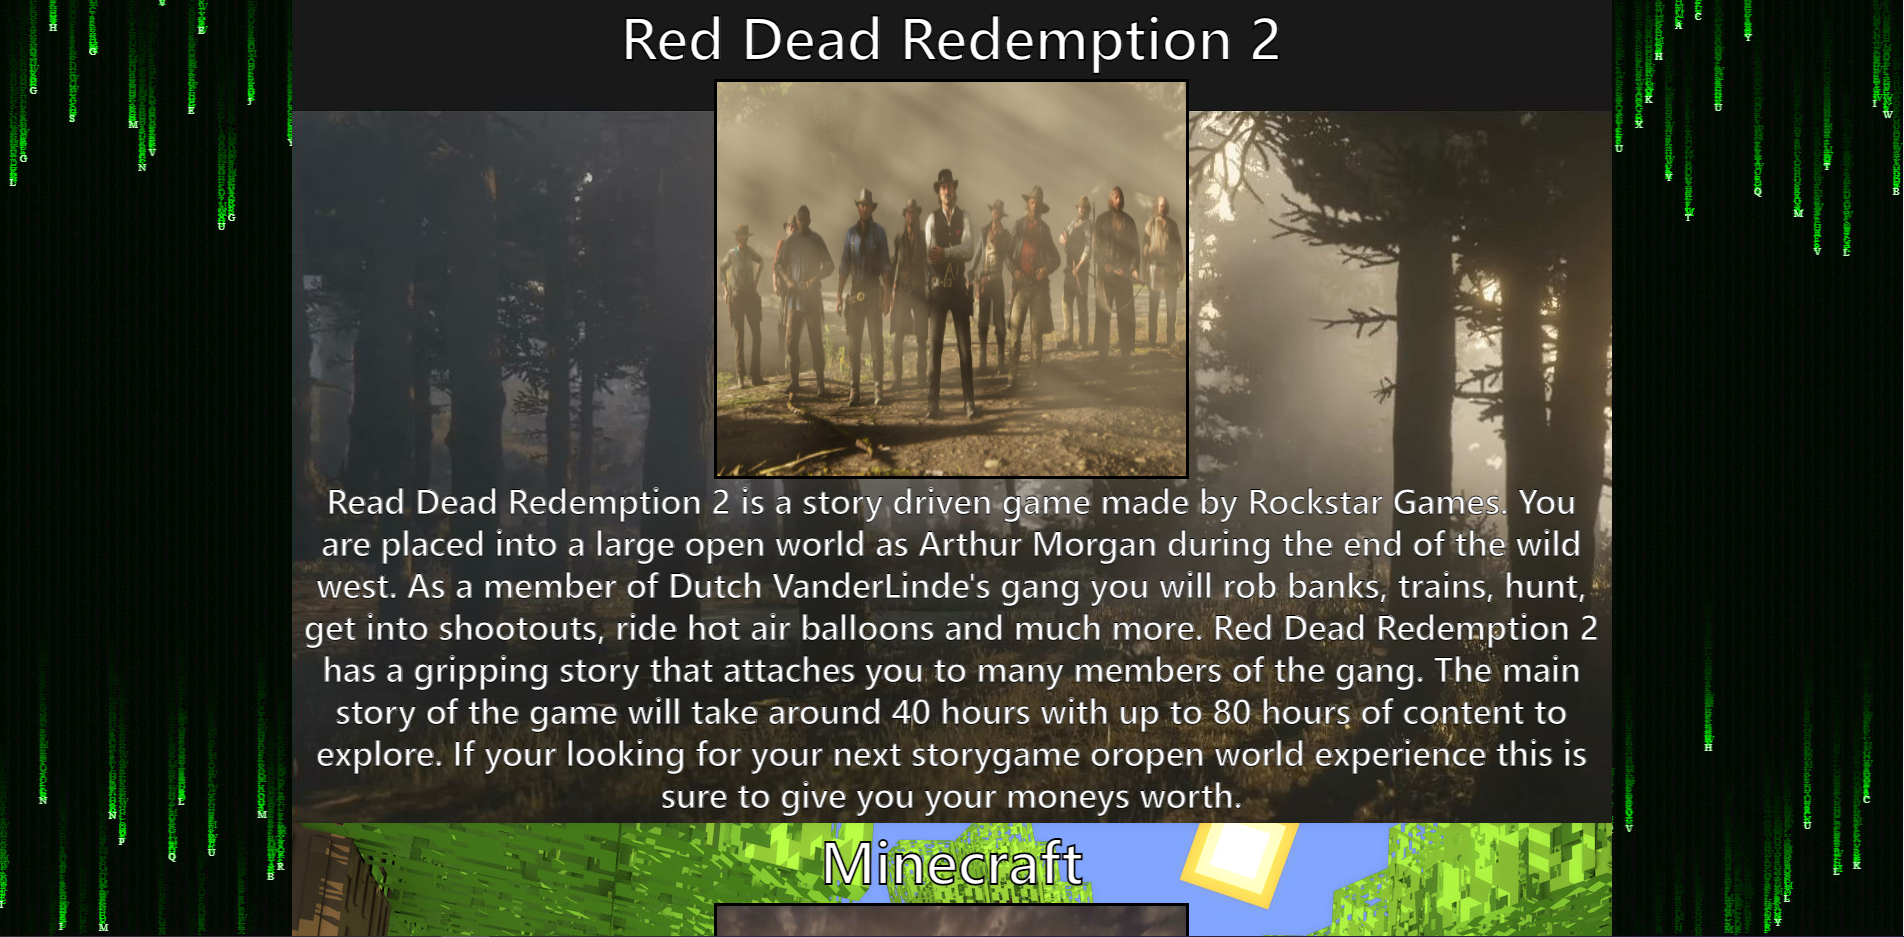 Red Dead Redemption 2
Read Dead Redemption 2 is a story driven game made by Rockstar Games. You
are placed into a large open world as Arthur Morgan during the end of the wild
west. As a member of Dutch VanderLinde's gang you will rob banks, trains, hunt,
get into shootouts, ride hot air balloons and much more. Red Dead Redemption 2
has a gripping story that attaches you to many members of the gang. The main
story of the game will take around 40 hours with up to 80 hours of content to
explore. If your looking for your next storygame oropen world experience this is
sure to give you your moneys worth.
Minecraft